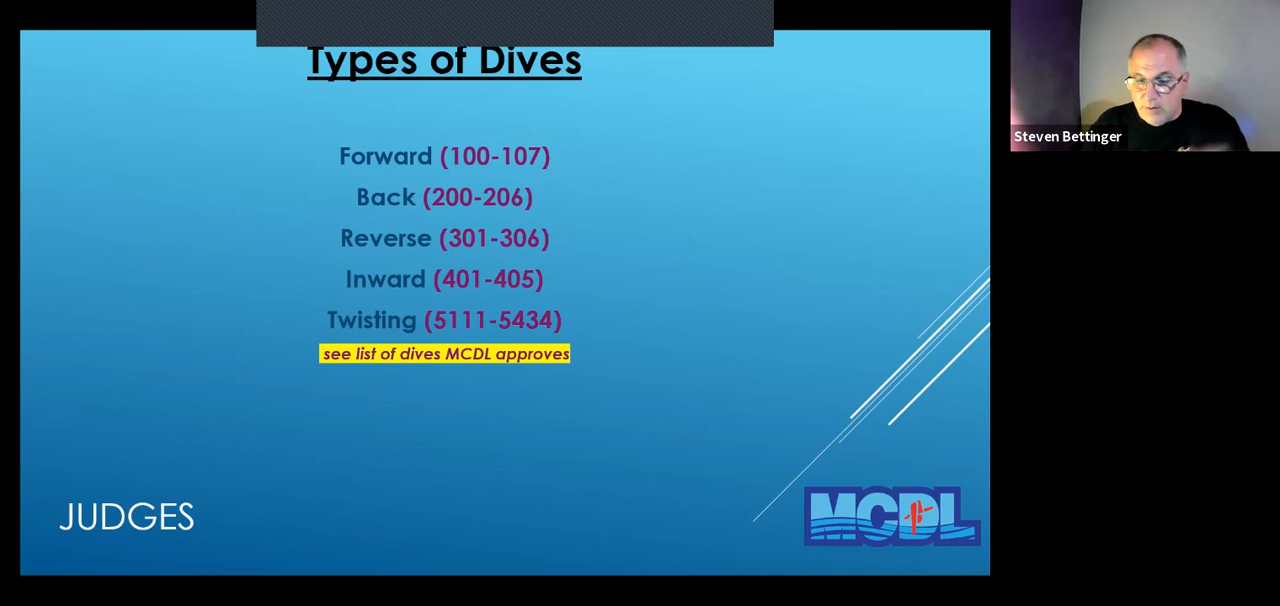 Types of Dives
Forward (100-107)
Back (200-206)
Reverse (301-306)
Inward (401-405)
Twisting (5111-5434)
see list of dives MCDL approves
JUDGES
MCDL
Steven Bettinger